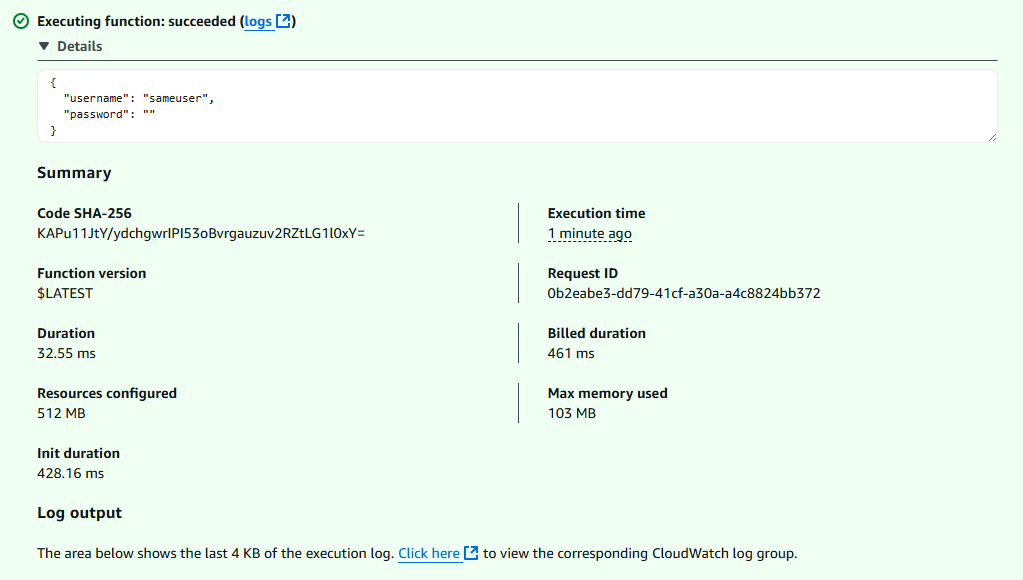 Executing function: succeeded (logs)
Details
{
  "username": "sameuser",
  "password": ""
}
Summary
Code SHA-256
KAPu11JtY/ydchgwrIPI53oBvrgauzuv2RZtLG1l0xY=
Execution time
1 minute ago
Function version
$LATEST
Request ID
0b2eabe3-dd79-41cf-a30a-a4c8824bb372
Duration
32.55 ms
Billed duration
461 ms
Resources configured
512 MB
Max memory used
103 MB
Init duration
428.16 ms
Log output
The area below shows the last 4 KB of the execution log. Click here to view the corresponding CloudWatch log group.